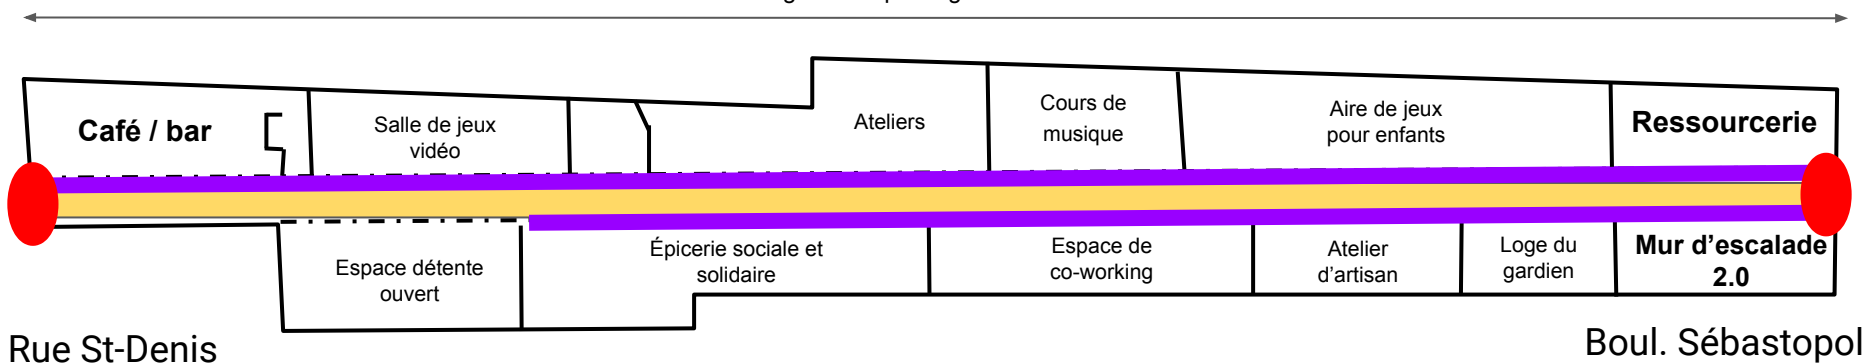 Café / bar
Salle de jeux
vidéo
Ateliers
Cours de
musique
Aire de jeux
pour enfants
Ressourcerie
Espace détente
ouvert
Épicerie sociale et
solidaire
Espace de
co-working
Atelier
d'artisan
Loge du
gardien
Mur d'escalade
2.0
Rue St-Denis
Boul. Sébastopol